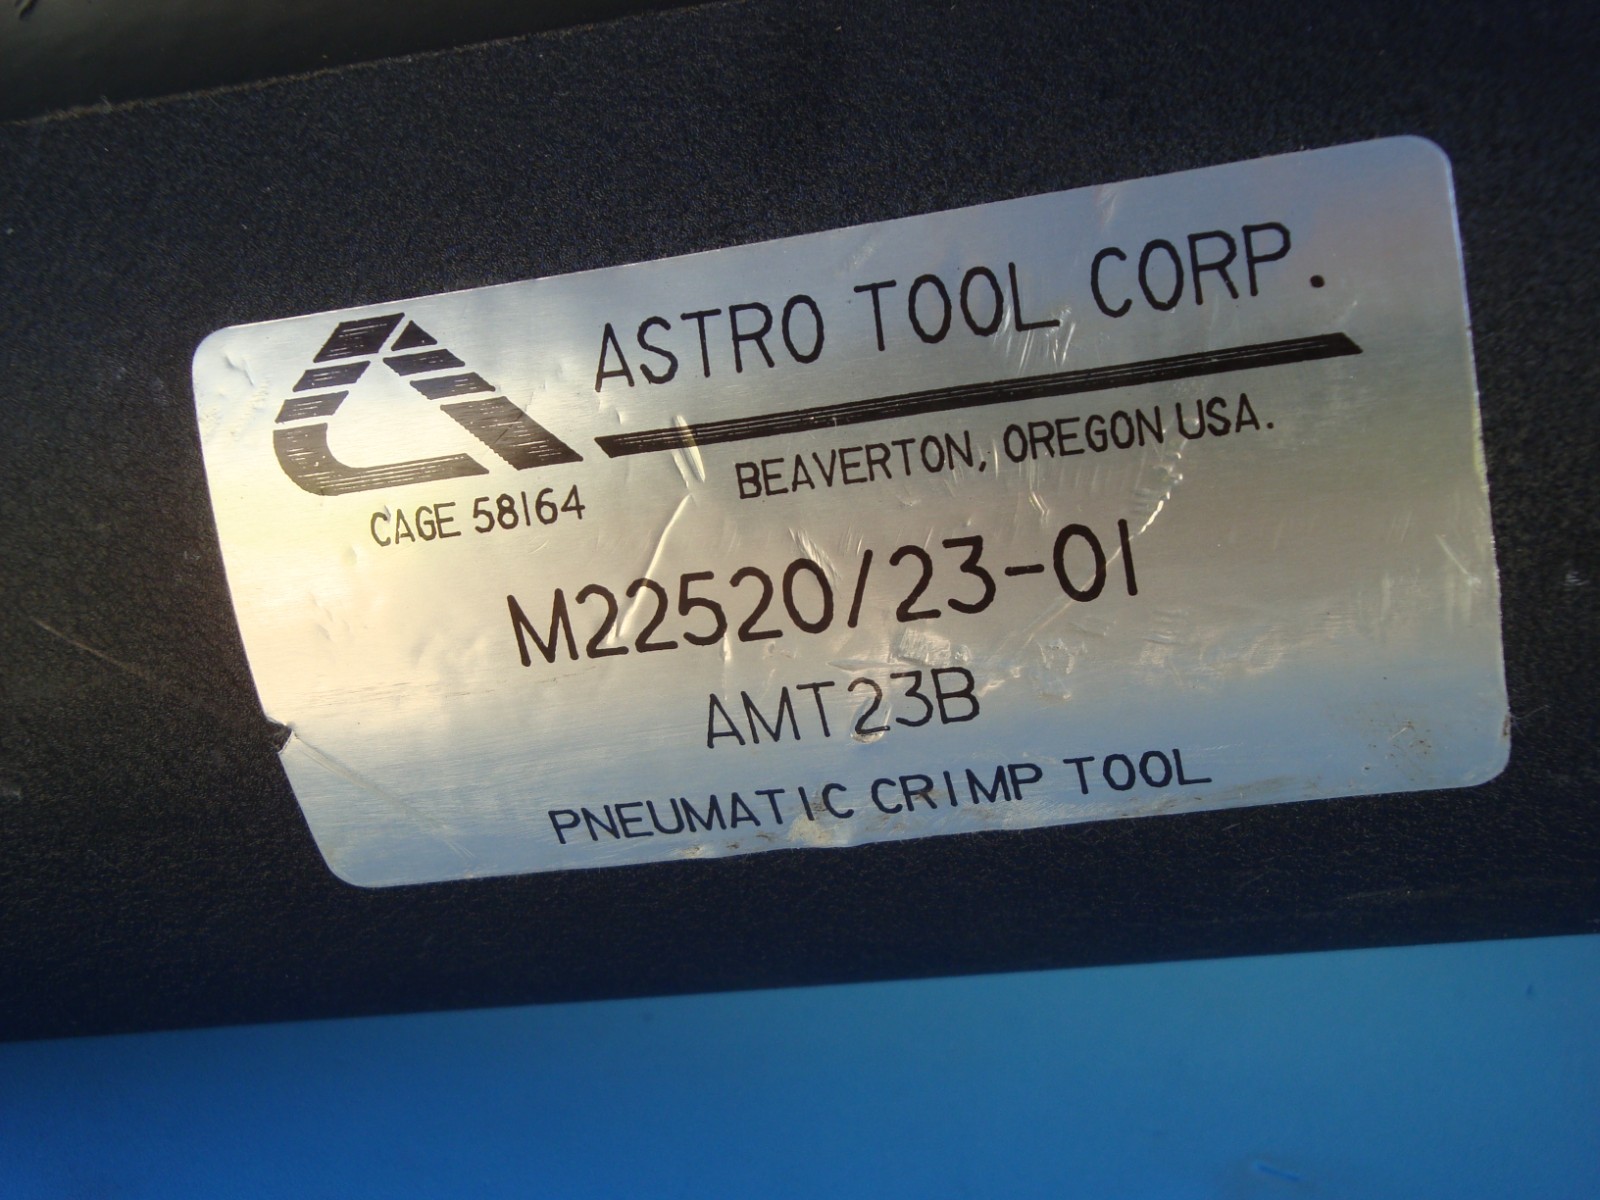 ASTRO TOOL CORP.
BEAVERTON, OREGON USA.
CAGE 58164
M22520/23-01
AMT23B
PNEUMATIC CRIMP TOOL